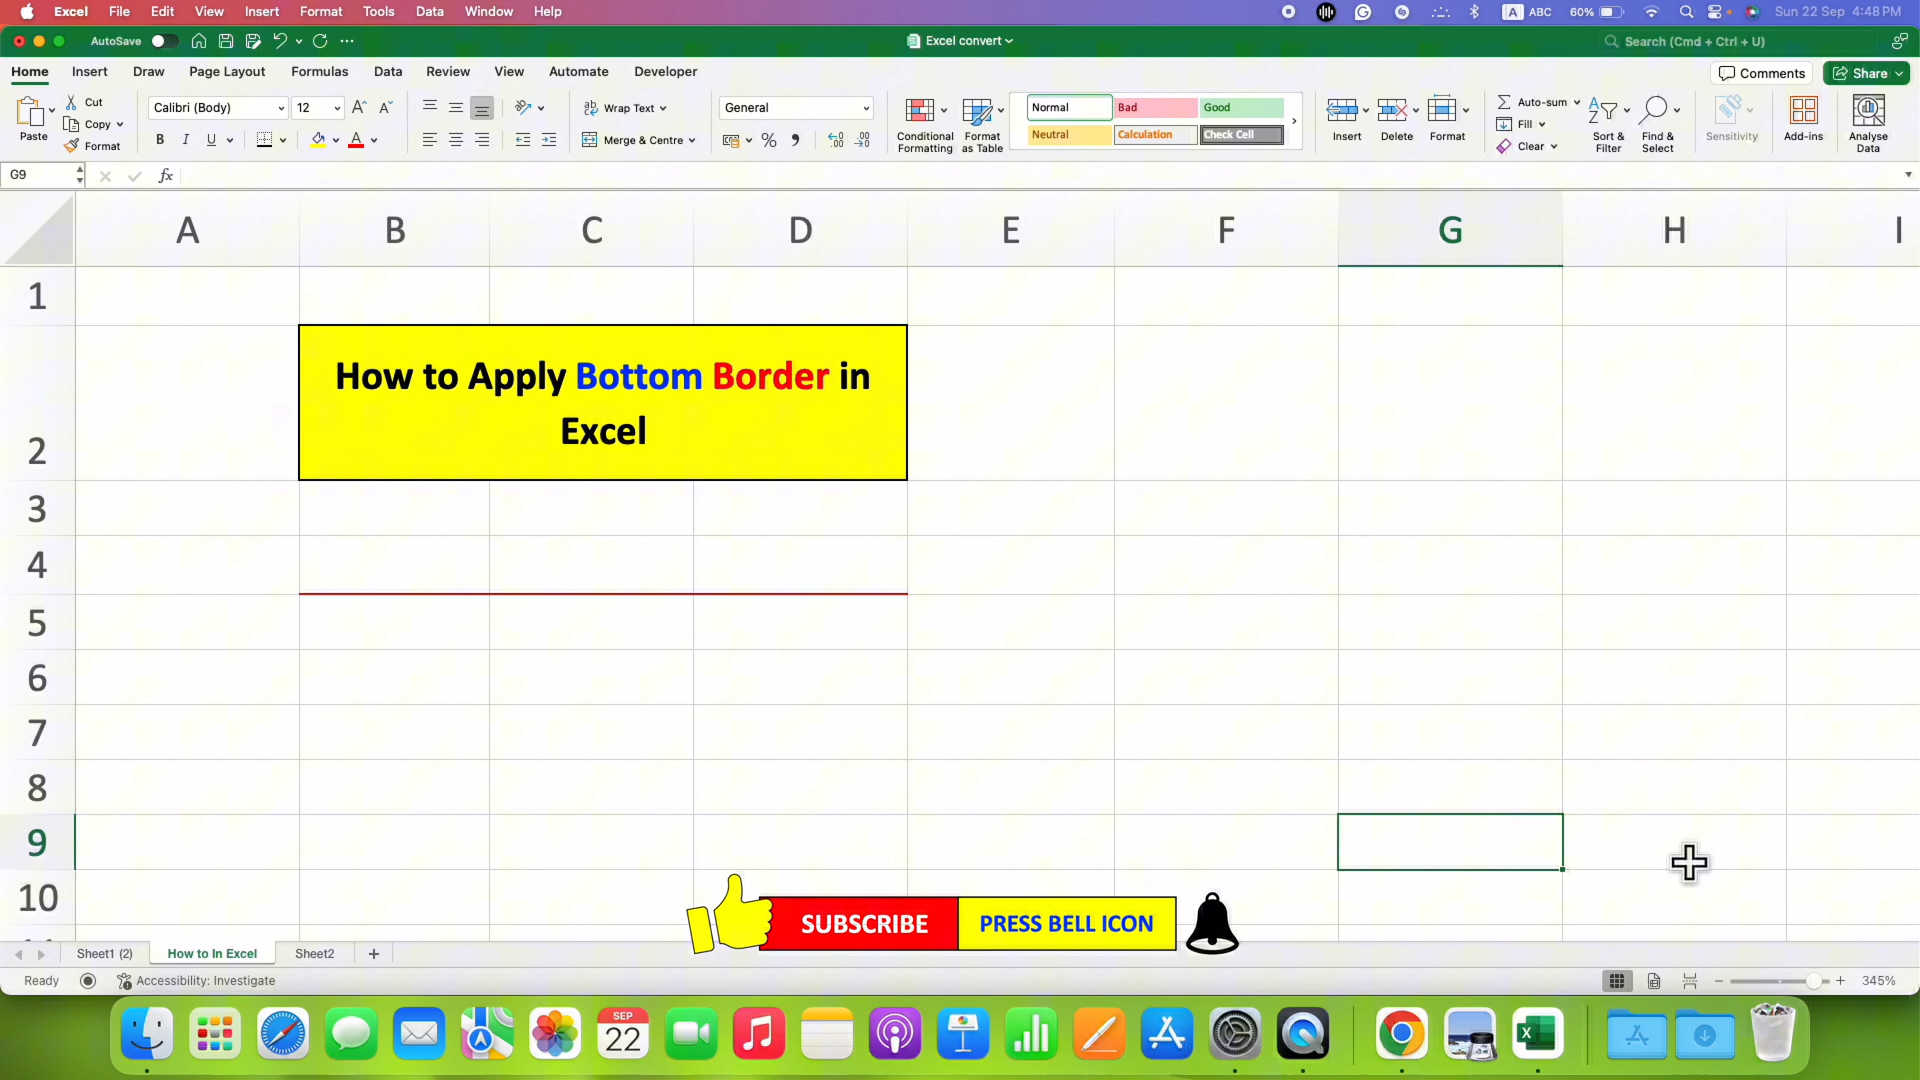 Excel File Edit View Insert Format Tools Data Window Help A ABC 60% Sun 22 Sep 4:48 PM
AutoSave Excel convert Search (Cmd + Ctrl + U)
Home Insert Draw Page Layout Formulas Data Review View Automate Developer Comments Share
Paste Cut Copy Format
Calibri (Body) 12 A A
B I U A
ab Wrap Text
Merge & Centre
General
% 9 .00
Conditional Formatting
Format as Table
Normal Bad Good
Neutral Calculation Check Cell
Insert Delete Format
Auto-sum
Fill
Clear
Sort & Filter
Find & Select
Sensitivity
Add-ins
Analyse Data
G9 fx
A B C D E F G H I
1
2
3
4
5
6
7
8
9
10
How to Apply Bottom Border in
Excel
SUBSCRIBE PRESS BELL ICON
Sheet1 (2) How to In Excel Sheet2 +
Ready Accessibility: Investigate 345%
SEP
22